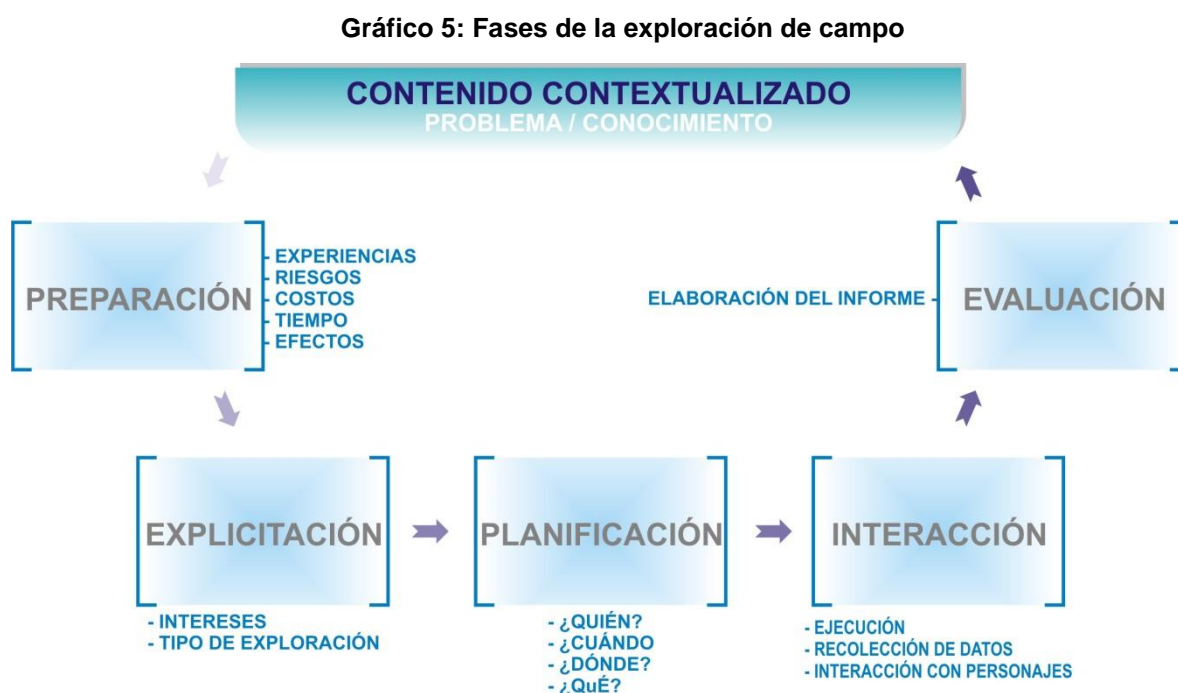 Gráfico 5: Fases de la exploración de campo
CONTENIDO CONTEXTUALIZADO
PROBLEMA / CONOCIMIENTO
PREPARACIÓN
- EXPERIENCIAS
- RIESGOS
- COSTOS
- TIEMPO
- EFECTOS
ELABORACIÓN DEL INFORME -
EVALUACIÓN
EXPLICITACIÓN
- INTERESES
- TIPO DE EXPLORACIÓN
PLANIFICACIÓN
- ¿QUIÉN?
- ¿CUÁNDO
- ¿DÓNDE?
- ¿QuÉ?
INTERACCIÓN
- EJECUCIÓN
- RECOLECCIÓN DE DATOS
- INTERACCIÓN CON PERSONAJES